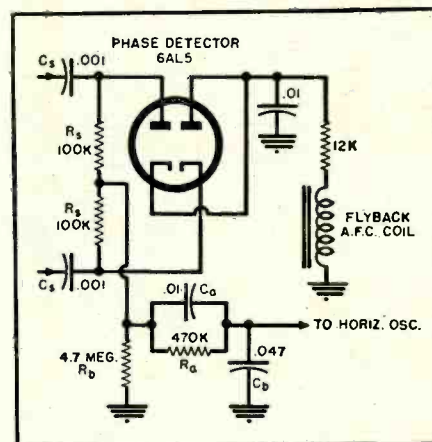 PHASE DETECTOR
6AL5
Cs
.001
Rs
100K
.01
12K
Rs
100K
FLYBACK
A.F.C. COIL
Cs
.001
.01 Ca
TO HORIZ. OSC.
470K
Ra
4.7 MEG.
Rb
.047
Cb